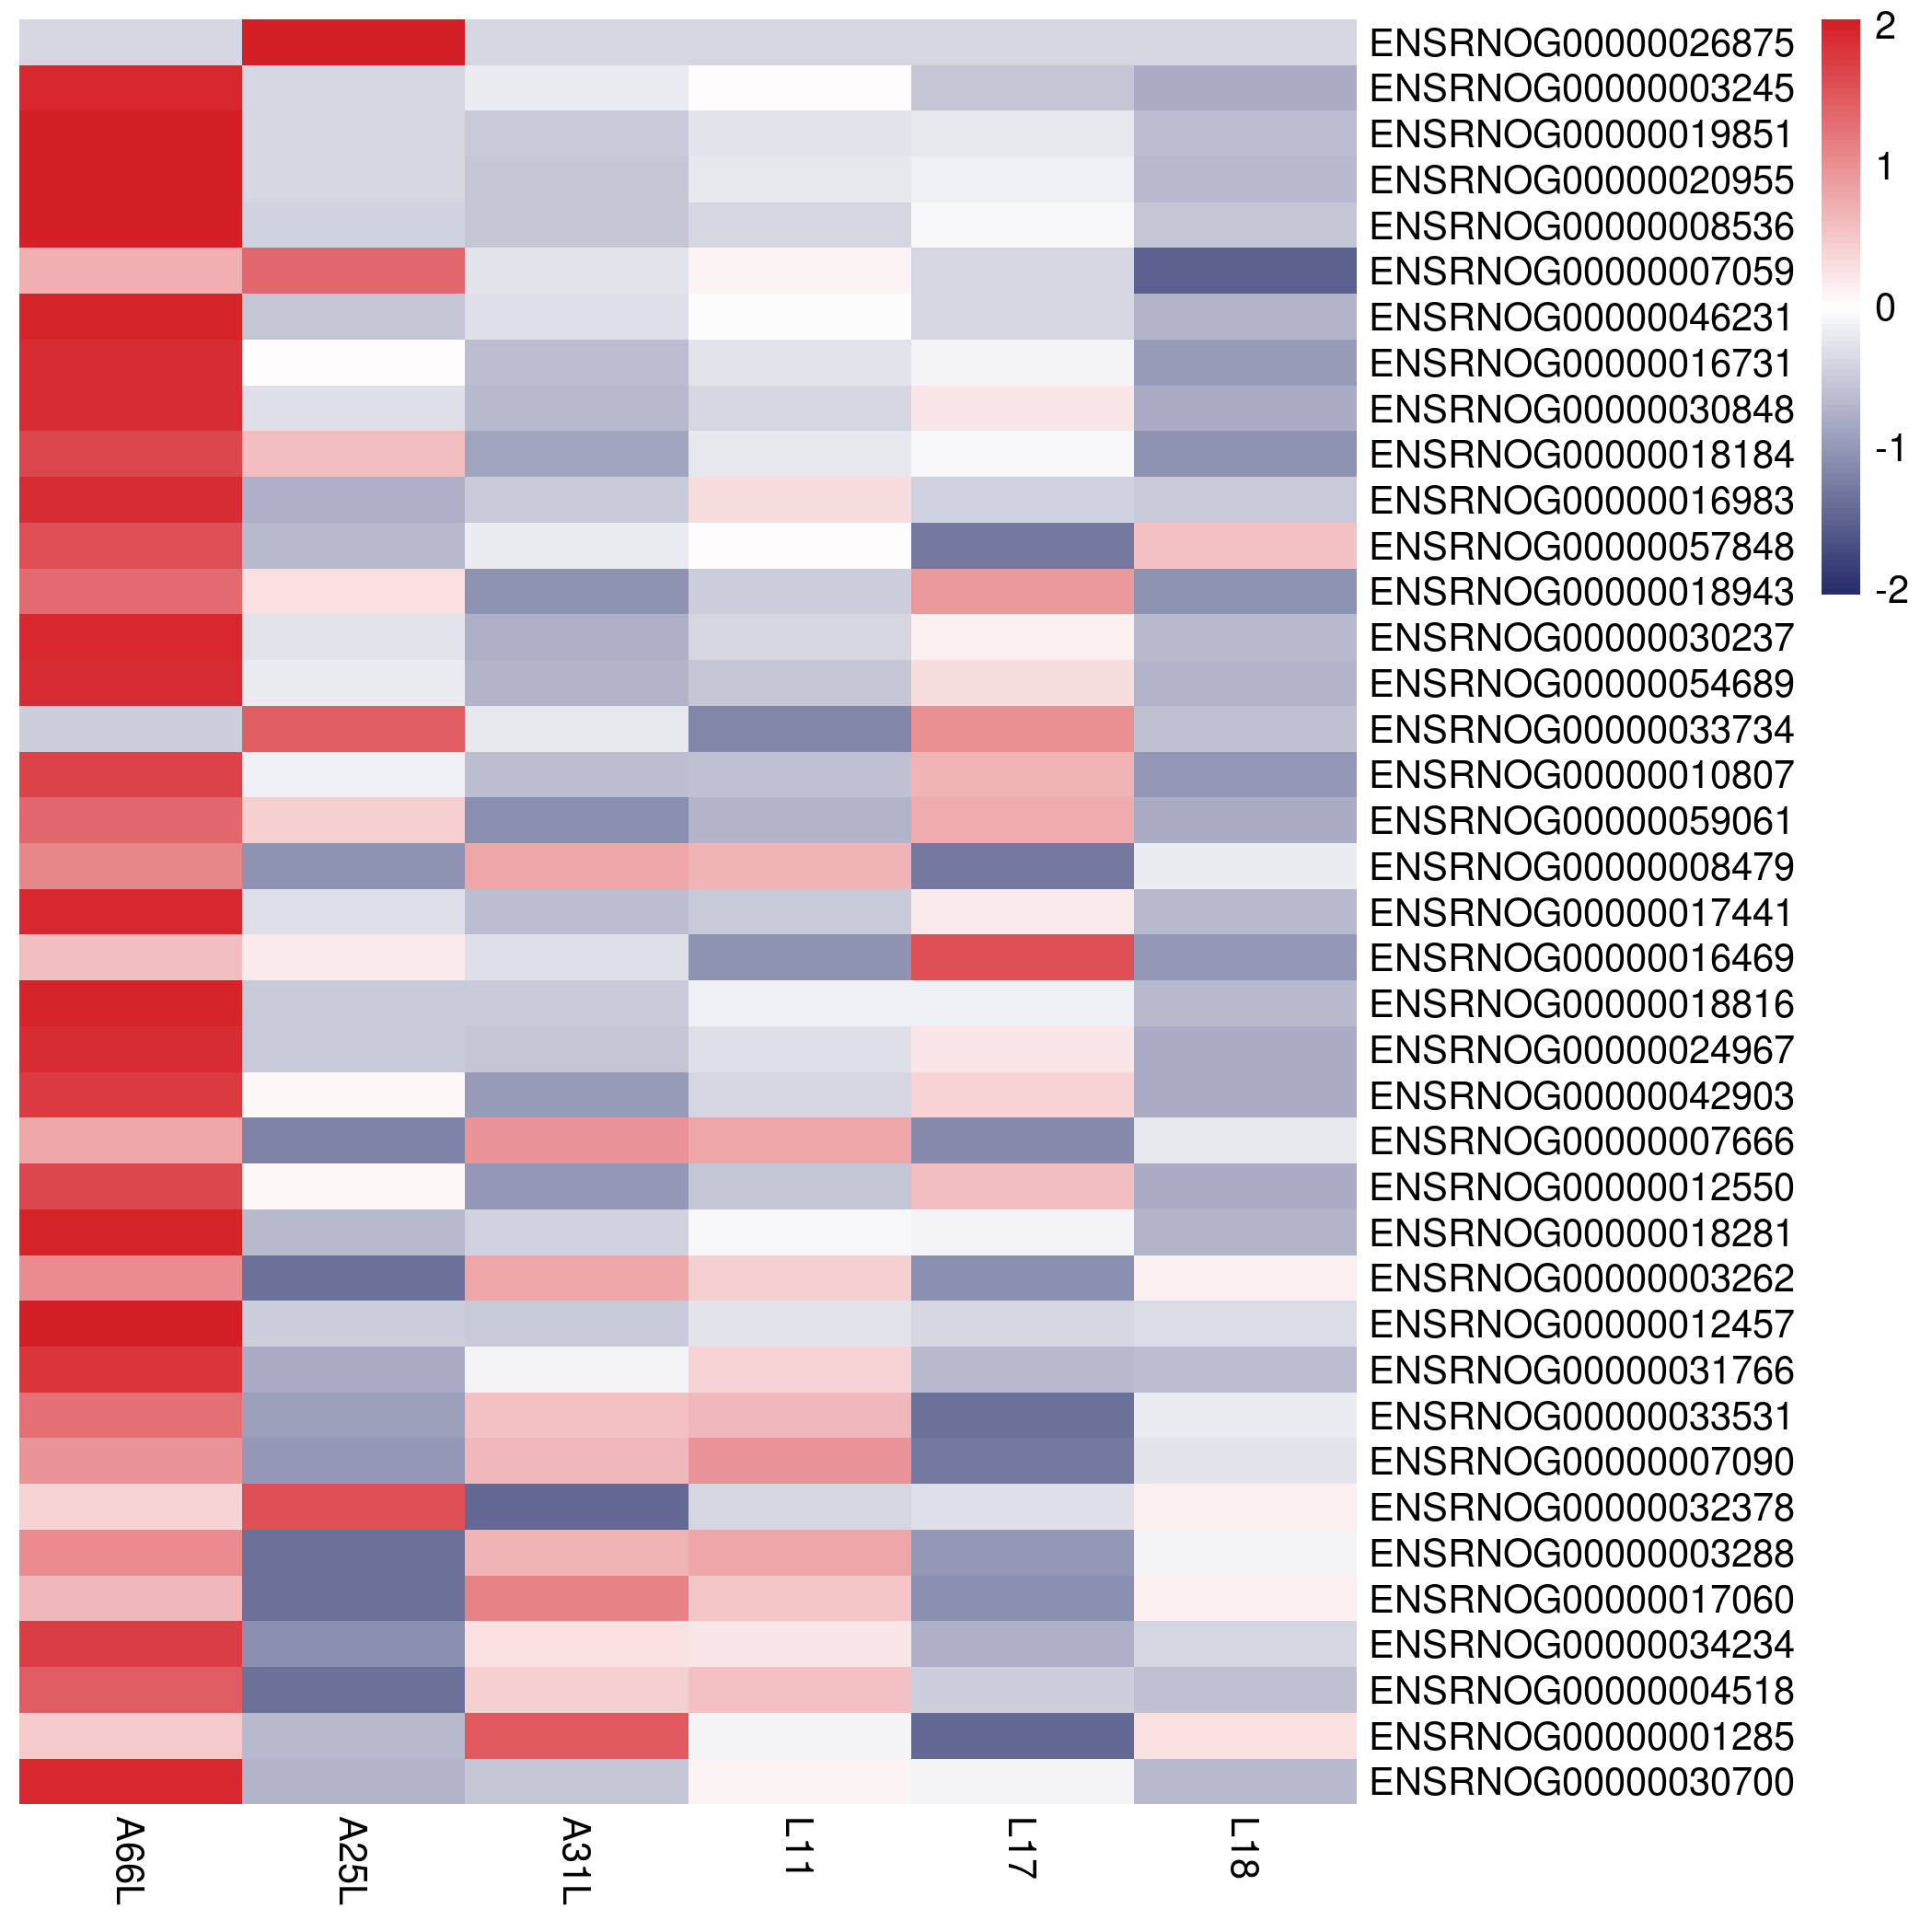 ENSRNOG00000026875
ENSRNOG00000003245
ENSRNOG00000019851
ENSRNOG00000020955
ENSRNOG00000008536
ENSRNOG00000007059
ENSRNOG00000046231
ENSRNOG00000016731
ENSRNOG00000030848
ENSRNOG00000018184
ENSRNOG00000016983
ENSRNOG00000057848
ENSRNOG00000018943
ENSRNOG00000030237
ENSRNOG00000054689
ENSRNOG00000033734
ENSRNOG00000010807
ENSRNOG00000059061
ENSRNOG00000008479
ENSRNOG00000017441
ENSRNOG00000016469
ENSRNOG00000018816
ENSRNOG00000024967
ENSRNOG00000042903
ENSRNOG00000007666
ENSRNOG00000012550
ENSRNOG00000018281
ENSRNOG00000003262
ENSRNOG00000012457
ENSRNOG00000031766
ENSRNOG00000033531
ENSRNOG00000007090
ENSRNOG00000032378
ENSRNOG00000003288
ENSRNOG00000017060
ENSRNOG00000034234
ENSRNOG00000004518
ENSRNOG00000001285
ENSRNOG00000030700
2
1
0
-1
-2
A66L
A25L
A31L
L11
L17
L18